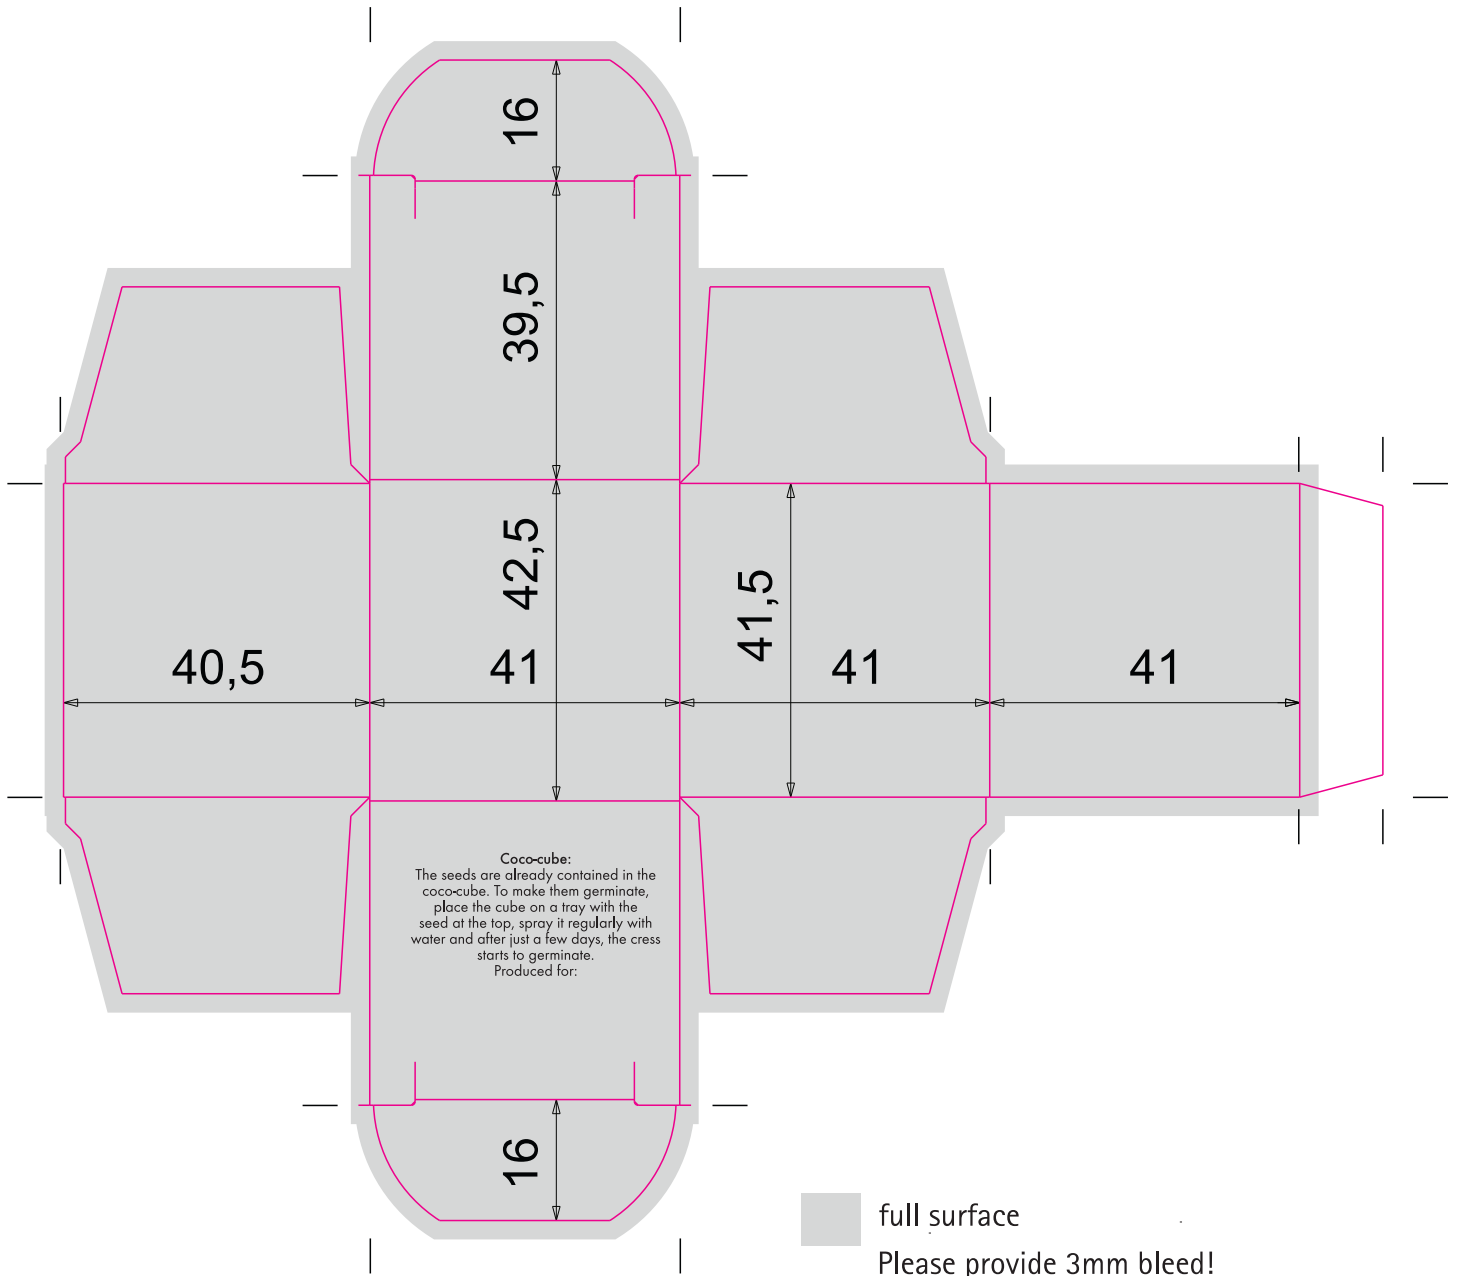 16
39,5
42,5
41,5
40,5
41
41
41
Coco-cube:
The seeds are already contained in the
coco-cube. To make them germinate,
place the cube on a tray with the
seed at the top, spray it regularly with
water and after just a few days, the cress
starts to germinate.
Produced for:
16
full surface
Please provide 3mm bleed!